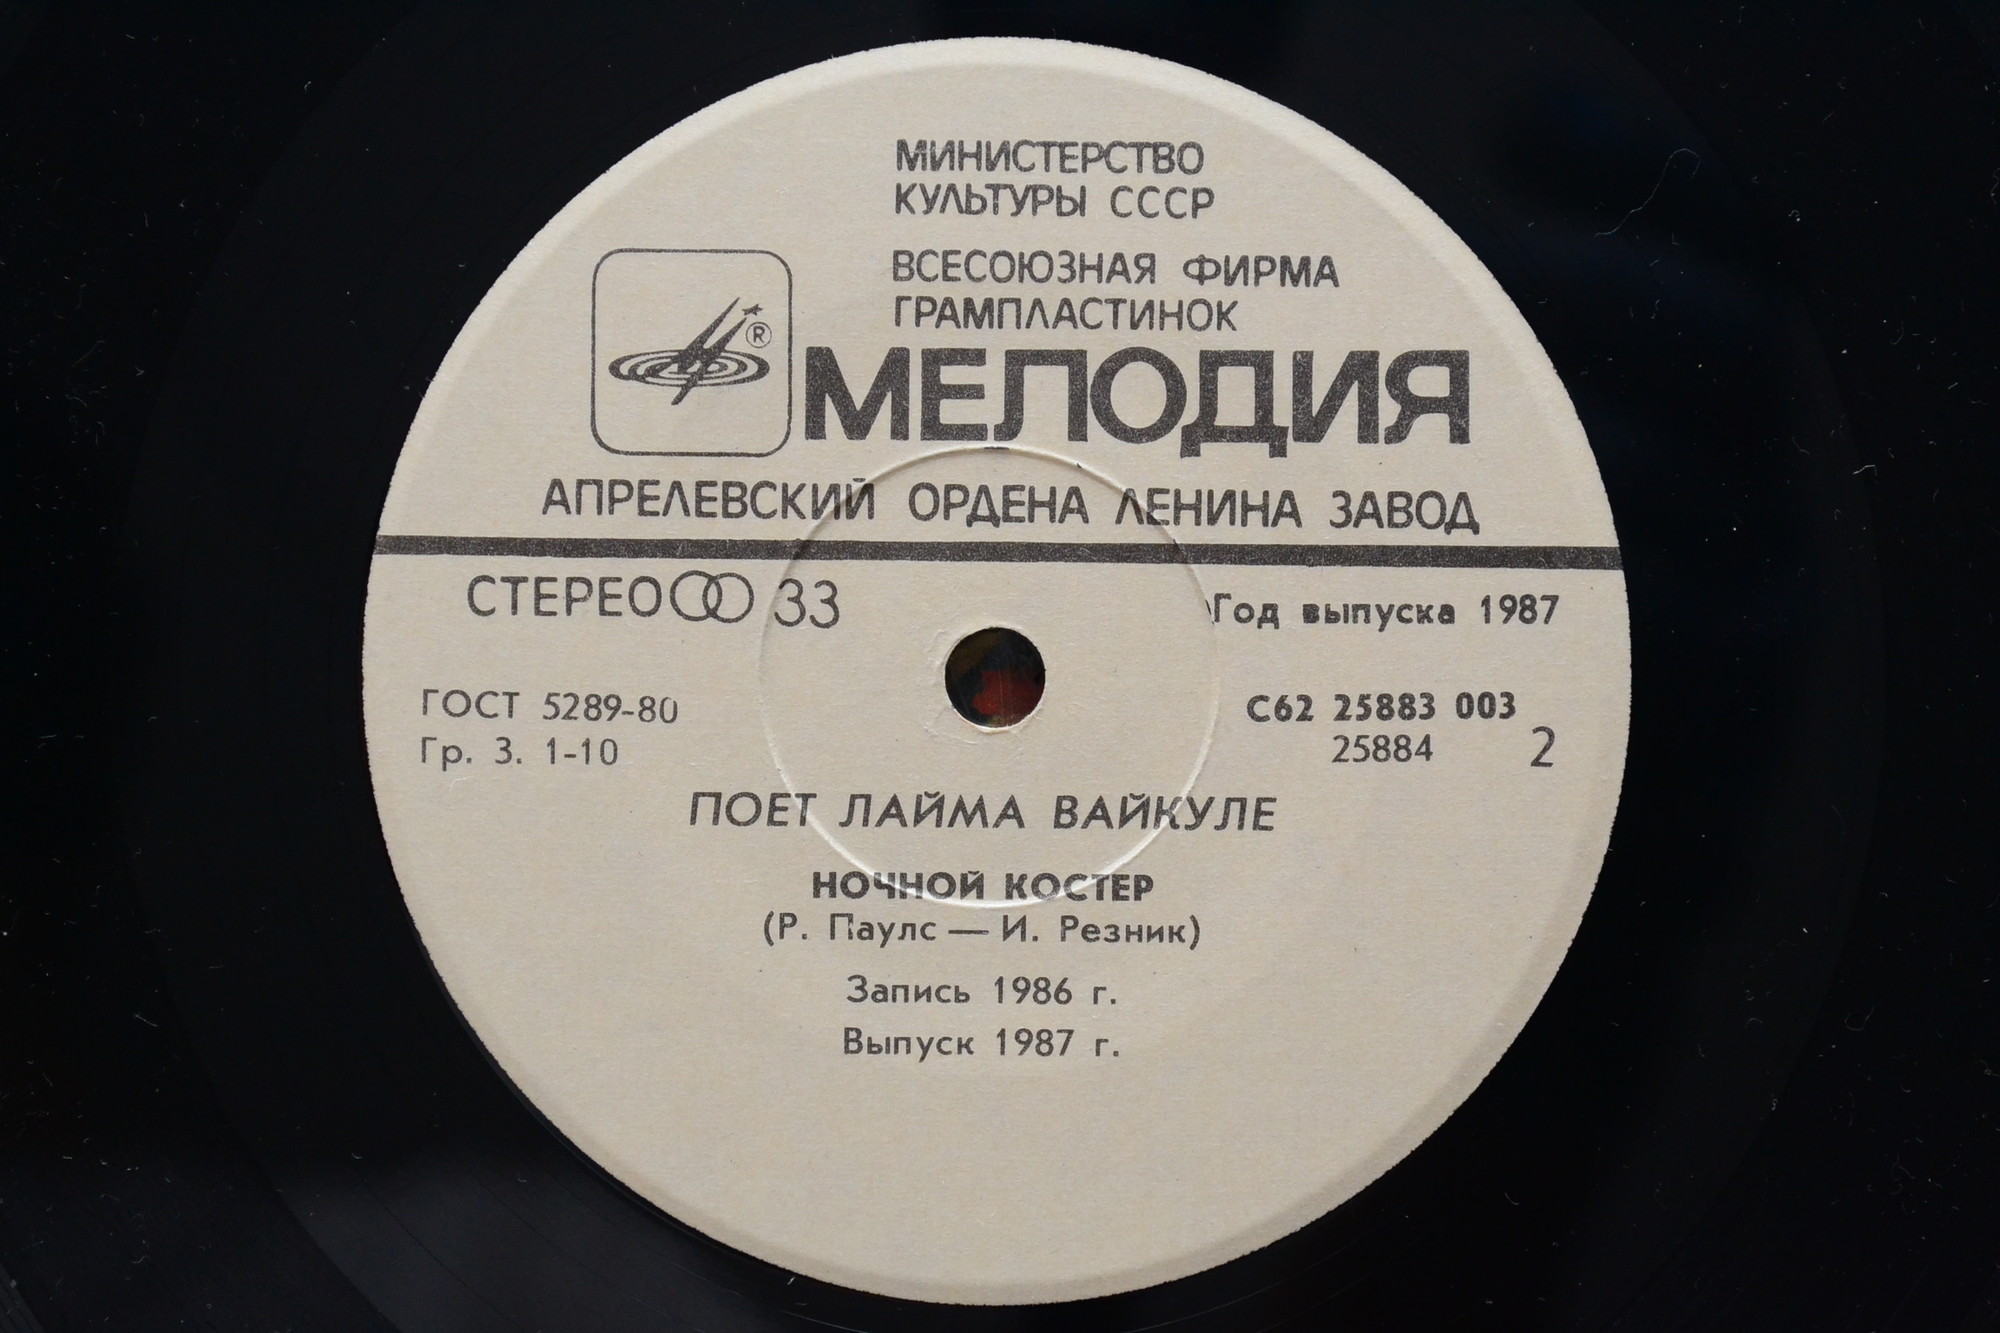 МИНИСТЕРСТВО
КУЛЬТУРЫ СССР
ВСЕСОЮЗНАЯ ФИРМА
ГРАМПЛАСТИНОК
®
МЕЛОДИЯ
АПРЕЛЕВСКИЙ ОРДЕНА ЛЕНИНА ЗАВОД
СТЕРЕО 33
Год выпуска 1987
ГОСТ 5289-80
Гр. 3. 1-10
С62 25883 003
25884 2
ПОЕТ ЛАЙМА ВАЙКУЛЕ
НОЧНОЙ КОСТЕР
(Р. Паулс — И. Резник)
Запись 1986 г.
Выпуск 1987 г.